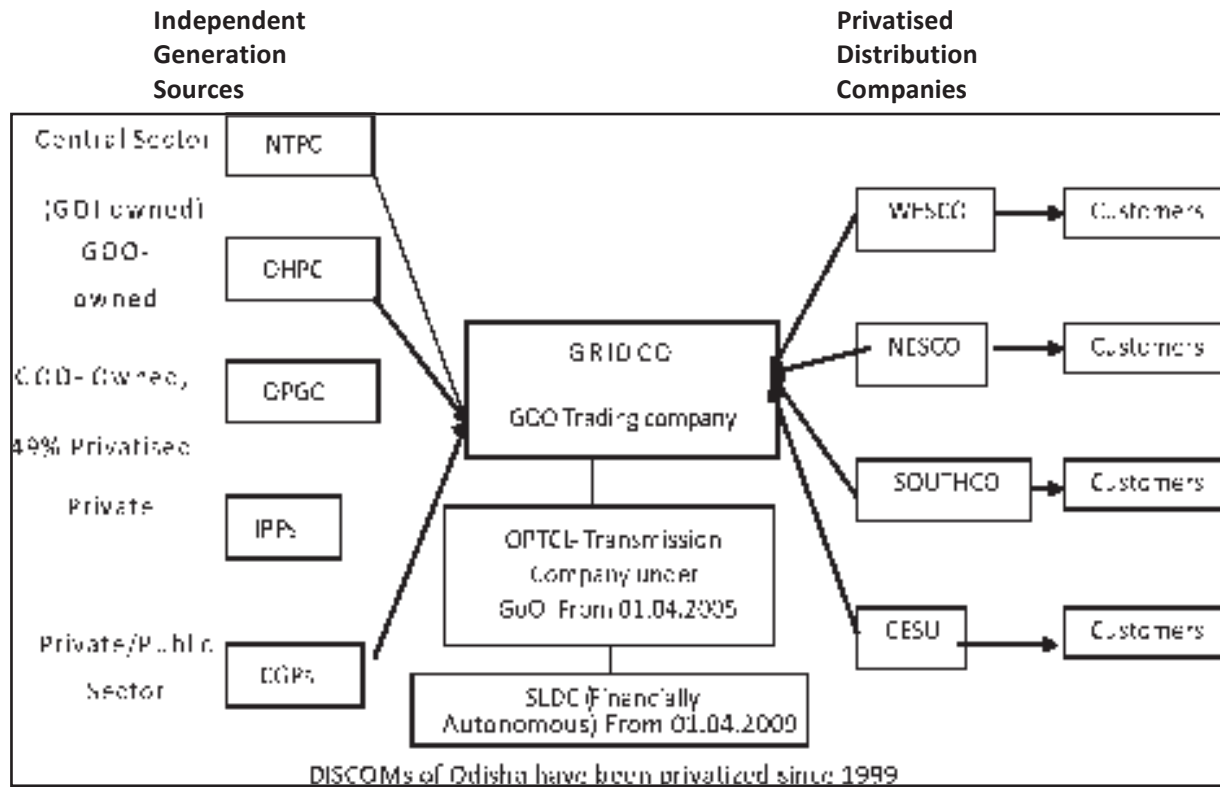 Independent
Generation
Sources
Privatised
Distribution
Companies
Central Sector
NTPC
(GOI owned)
GOO-
owned
OHPC
GOO- Owned,
OPGC
49% Privatised
Private
IPPs
Private/Public
Sector
CGPs
GRIDCO
GOO Trading company
OPTCL- Transmission
Company under
GoO From 01.04.2005
SLDC (Financially
Autonomous) From 01.04.2009
WESCO
Customers
NESCO
Customers
SOUTHCO
Customers
CESU
Customers
DISCOMs of Odisha have been privatized since 1999